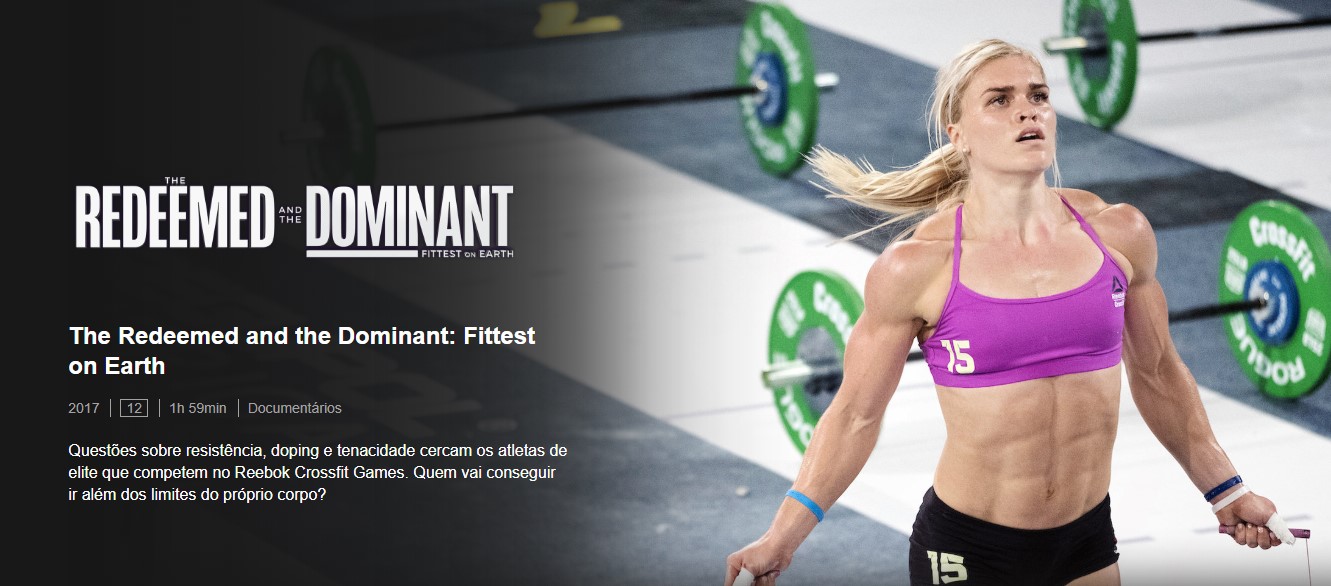 THE
REDEEMED AND THE DOMINANT
FITTEST ON EARTH
The Redeemed and the Dominant: Fittest
on Earth
2017 12 1h 59min Documentários
Questões sobre resistência, doping e tenacidade cercam os atletas de
elite que competem no Reebok Crossfit Games. Quem vai conseguir
ir além dos limites do próprio corpo?
15
15
CrossFit
ROGUE